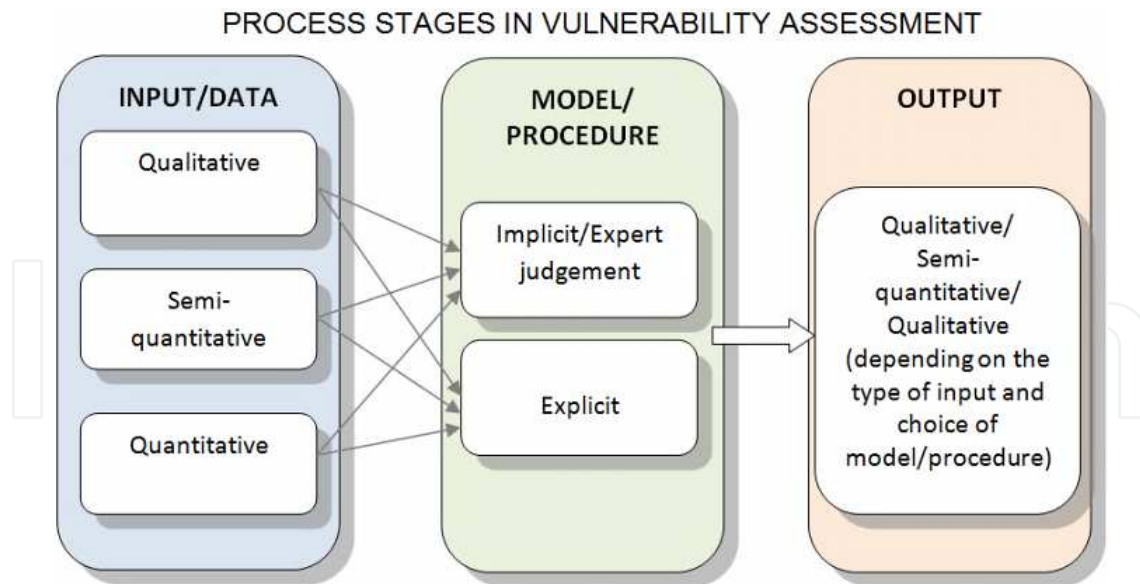 PROCESS STAGES IN VULNERABILITY ASSESSMENT
INPUT/DATA
Qualitative
Semi-
quantitative
Quantitative
MODEL/
PROCEDURE
Implicit/Expert
judgement
Explicit
OUTPUT
Qualitative/
Semi-
quantitative/
Qualitative
(depending on the
type of input and
choice of
model/procedure)